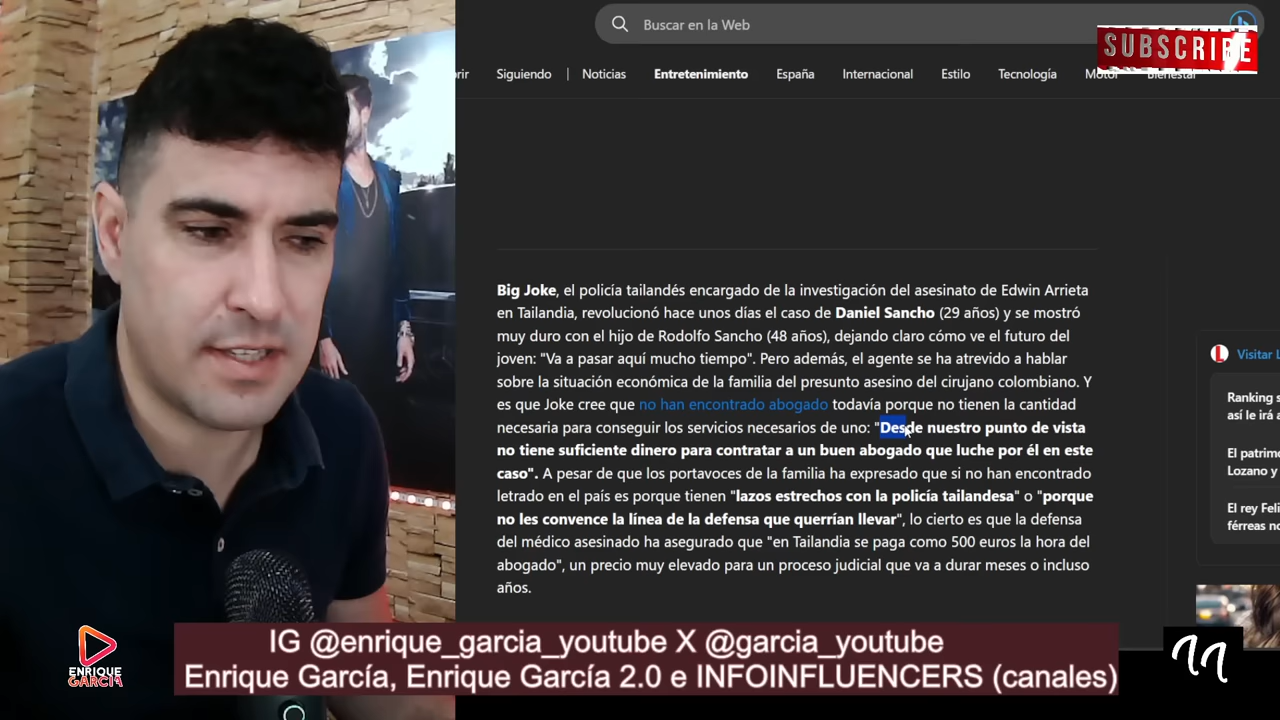 Buscar en la Web
SUBSCRIBE
Siguiendo | Noticias Entretenimiento España Internacional Estilo Tecnología Motor Bienestar
Big Joke, el policía tailandés encargado de la investigación del asesinato de Edwin Arrieta
en Tailandia, revolucionó hace unos días el caso de Daniel Sancho (29 años) y se mostró
muy duro con el hijo de Rodolfo Sancho (48 años), dejando claro cómo ve el futuro del
joven: "Va a pasar aquí mucho tiempo". Pero además, el agente se ha atrevido a hablar
sobre la situación económica de la familia del presunto asesino del cirujano colombiano. Y
es que Joke cree que no han encontrado abogado todavía porque no tienen la cantidad
necesaria para conseguir los servicios necesarios de uno: "Desde nuestro punto de vista
no tiene suficiente dinero para contratar a un buen abogado que luche por él en este
caso". A pesar de que los portavoces de la familia ha expresado que si no han encontrado
letrado en el país es porque tienen "lazos estrechos con la policía tailandesa" o "porque
no les convence la línea de la defensa que querrían llevar", lo cierto es que la defensa
del médico asesinado ha asegurado que "en Tailandia se paga como 500 euros la hora del
abogado", un precio muy elevado para un proceso judicial que va a durar meses o incluso
años.
Visitar L
Ranking s
así le irá a
El patrim
Lozano y
El rey Feli
férreas n
ENRIQUE
GARCÍA
IG @enrique_garcia_youtube X @garcia_youtube
Enrique García, Enrique García 2.0 e INFOINFLUENCERS (canales)